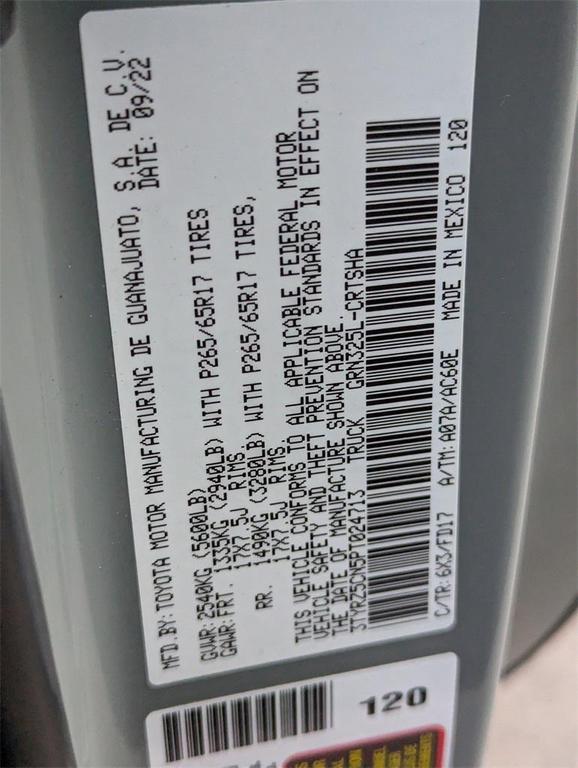 MFD.BY:TOYOTA MOTOR MANUFACTURING DE GUANAJUATO, S.A. DE C.V.
DATE: 09/22
GVWR:2540KG (5600LB)
GAWR:FRT. 1335KG (2940LB) WITH P265/65R17 TIRES
17X7.5J RIMS.
RR. 1490KG (3280LB) WITH P265/65R17 TIRES,
17X7.5J RIMS
THIS VEHICLE CONFORMS TO ALL APPLICABLE FEDERAL MOTOR
VEHICLE SAFETY AND THEFT PREVENTION STANDARDS IN EFFECT ON
THE DATE OF MANUFACTURE SHOWN ABOVE.
3TYRZ5CN5PT024713 TRUCK GRN325L-CRTSHA
C/TR:6X3/FD17 A/TM:A07A/AC60E MADE IN MEXICO 120
120